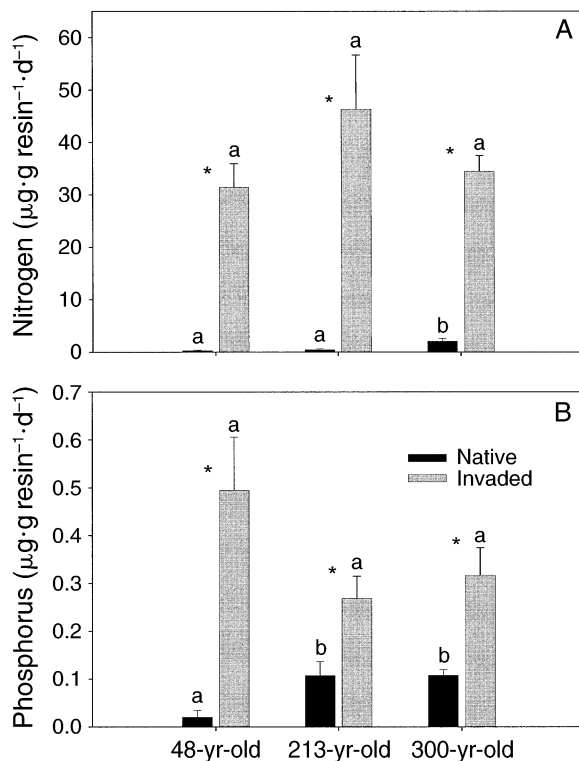 A
Nitrogen (µg·g resin⁻¹·d⁻¹)
60
50
40
30
20
10
0
* a
* a
* a
a
a
b
B
Phosphorus (µg·g resin⁻¹·d⁻¹)
0.7
0.6
0.5
0.4
0.3
0.2
0.1
0.0
Native
Invaded
* a
* a
* a
a
b
b
48-yr-old 213-yr-old 300-yr-old